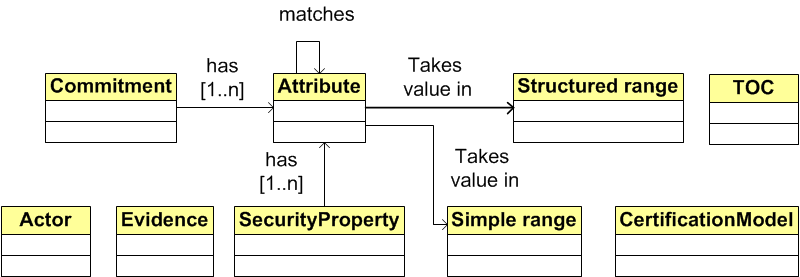 matches
has
[1..n]
Takes
value in
Commitment
Attribute
Structured range
TOC
has
[1..n]
Takes
value in
Actor
Evidence
SecurityProperty
Simple range
CertificationModel